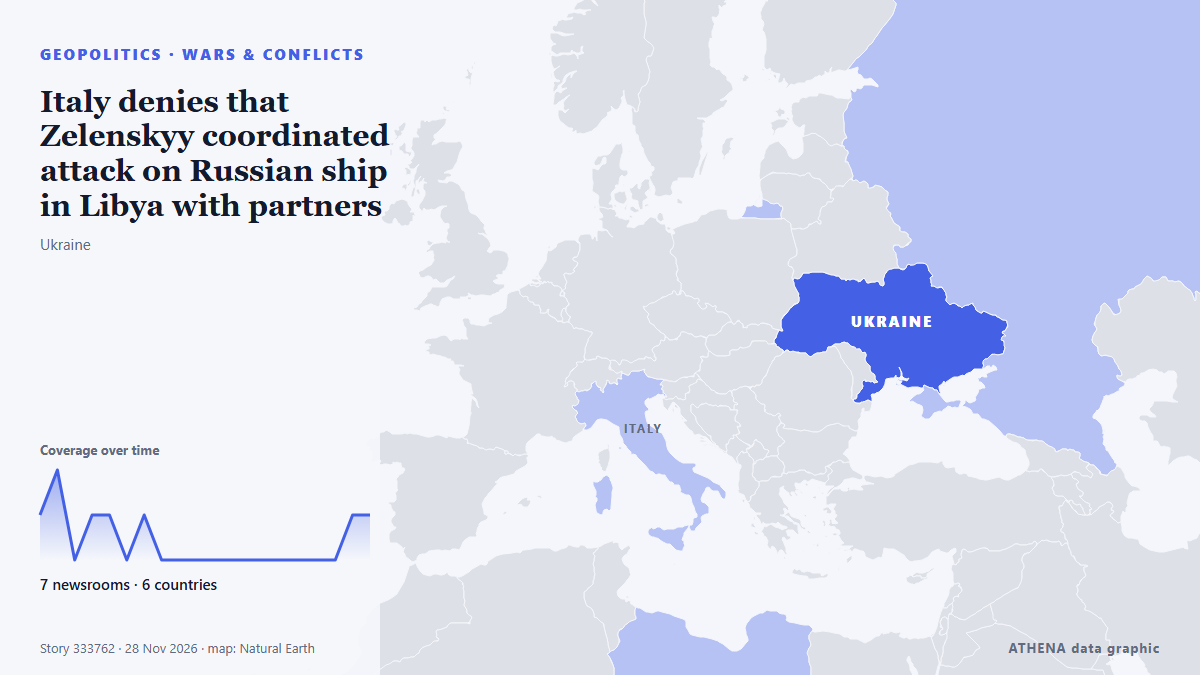 GEOPOLITICS · WARS & CONFLICTS
Italy denies that
Zelenskyy coordinated
attack on Russian ship
in Libya with partners
Ukraine
UKRAINE
ITALY
Coverage over time
7 newsrooms · 6 countries
Story 333762 · 28 Nov 2026 · map: Natural Earth
ATHENA data graphic